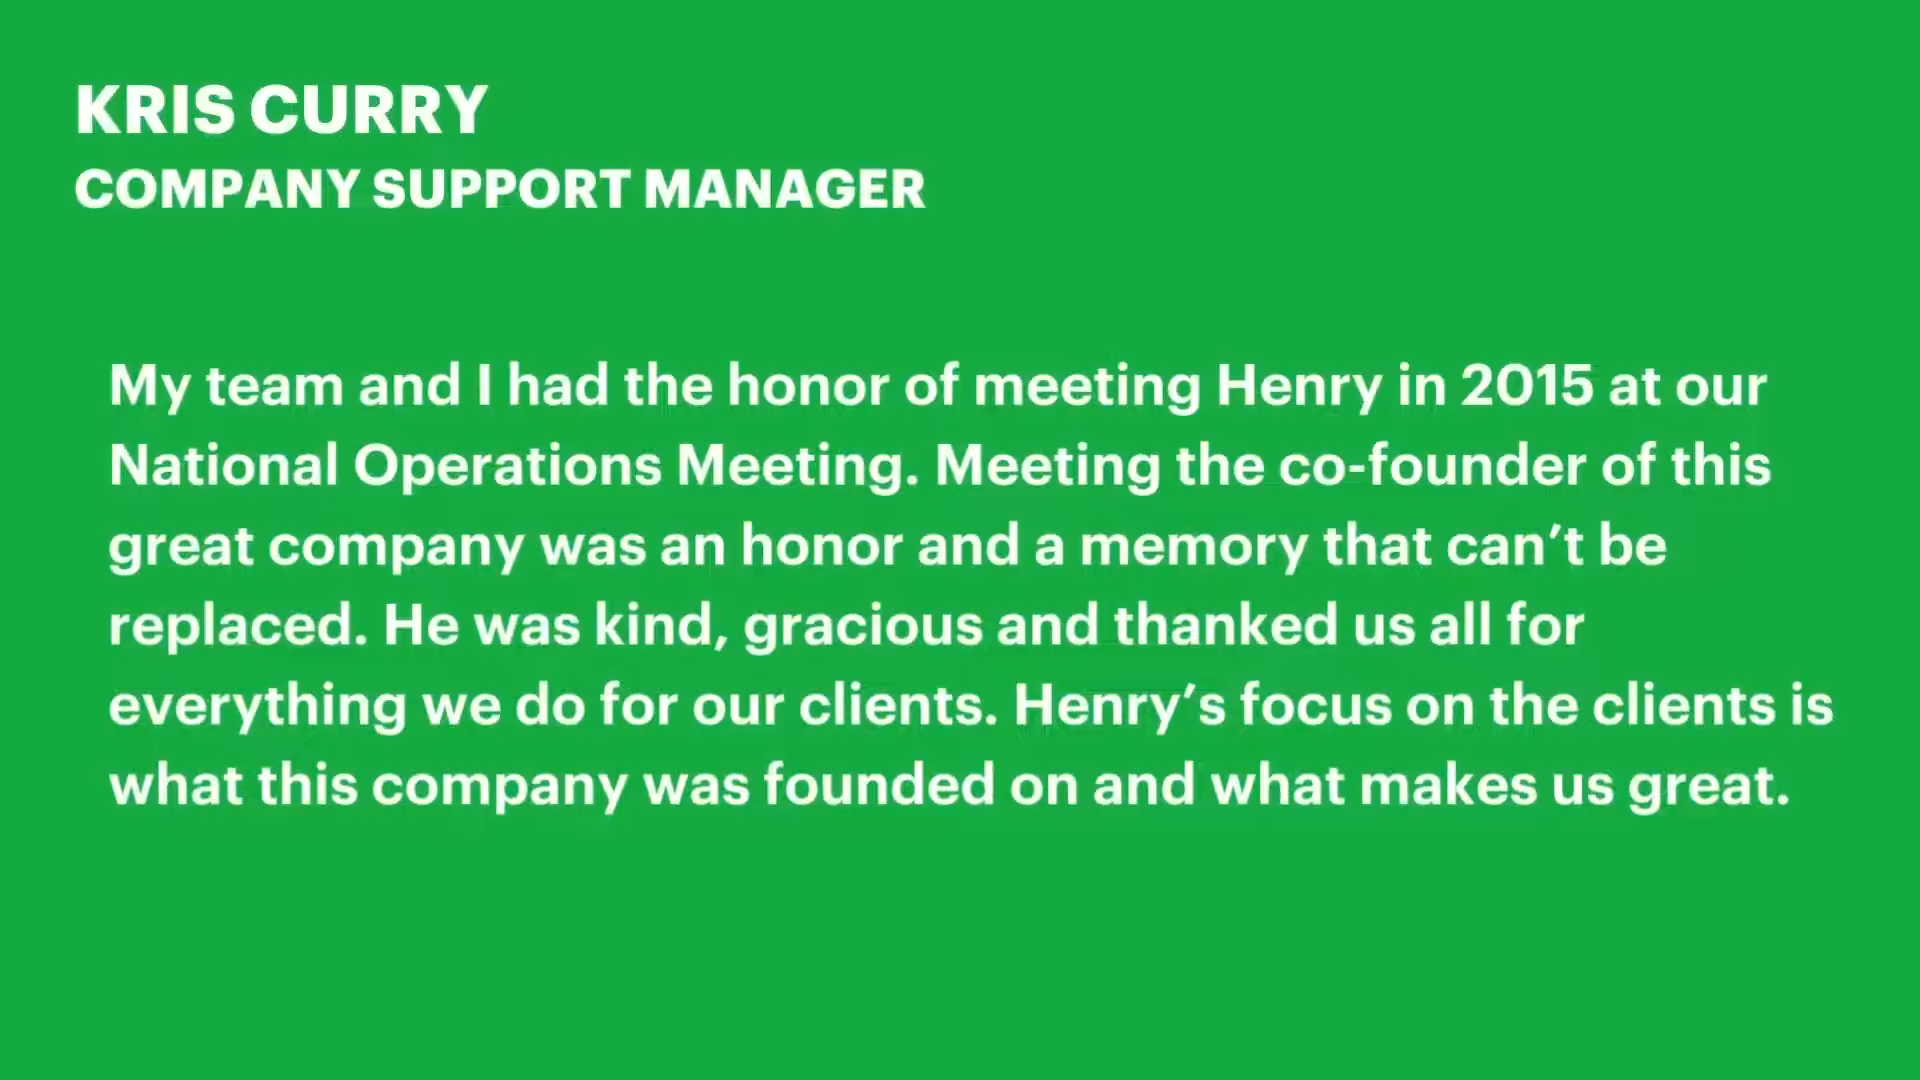 KRIS CURRY
COMPANY SUPPORT MANAGER
My team and I had the honor of meeting Henry in 2015 at our
National Operations Meeting. Meeting the co-founder of this
great company was an honor and a memory that can’t be
replaced. He was kind, gracious and thanked us all for
everything we do for our clients. Henry’s focus on the clients is
what this company was founded on and what makes us great.